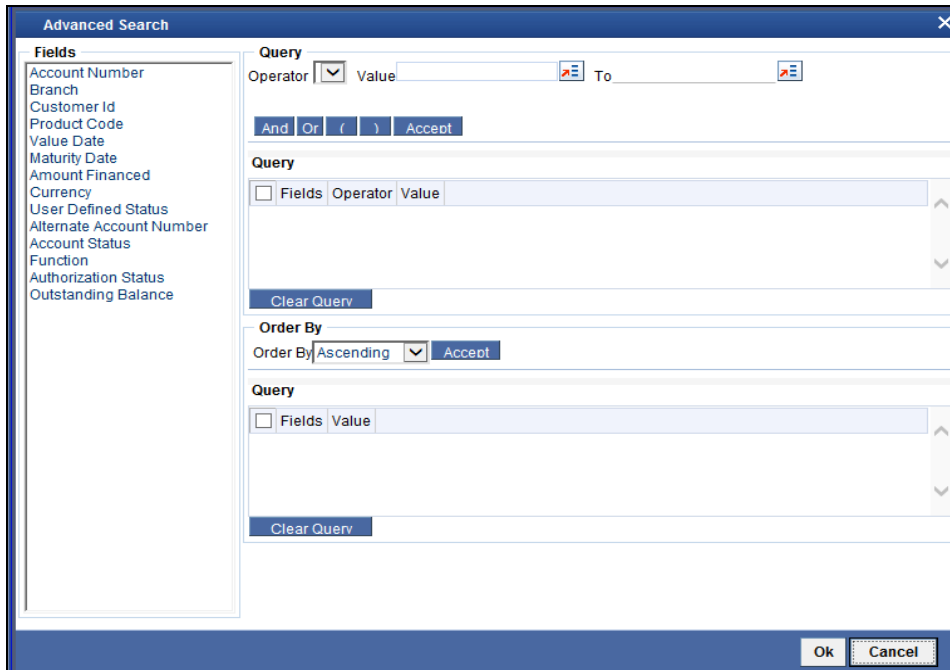 Advanced Search
Fields
Account Number
Branch
Customer Id
Product Code
Value Date
Maturity Date
Amount Financed
Currency
User Defined Status
Alternate Account Number
Account Status
Function
Authorization Status
Outstanding Balance
Query
Operator Value To
And Or ( ) Accept
Query
Fields Operator Value
Clear Query
Order By
Order By Ascending Accept
Query
Fields Value
Clear Query
Ok Cancel